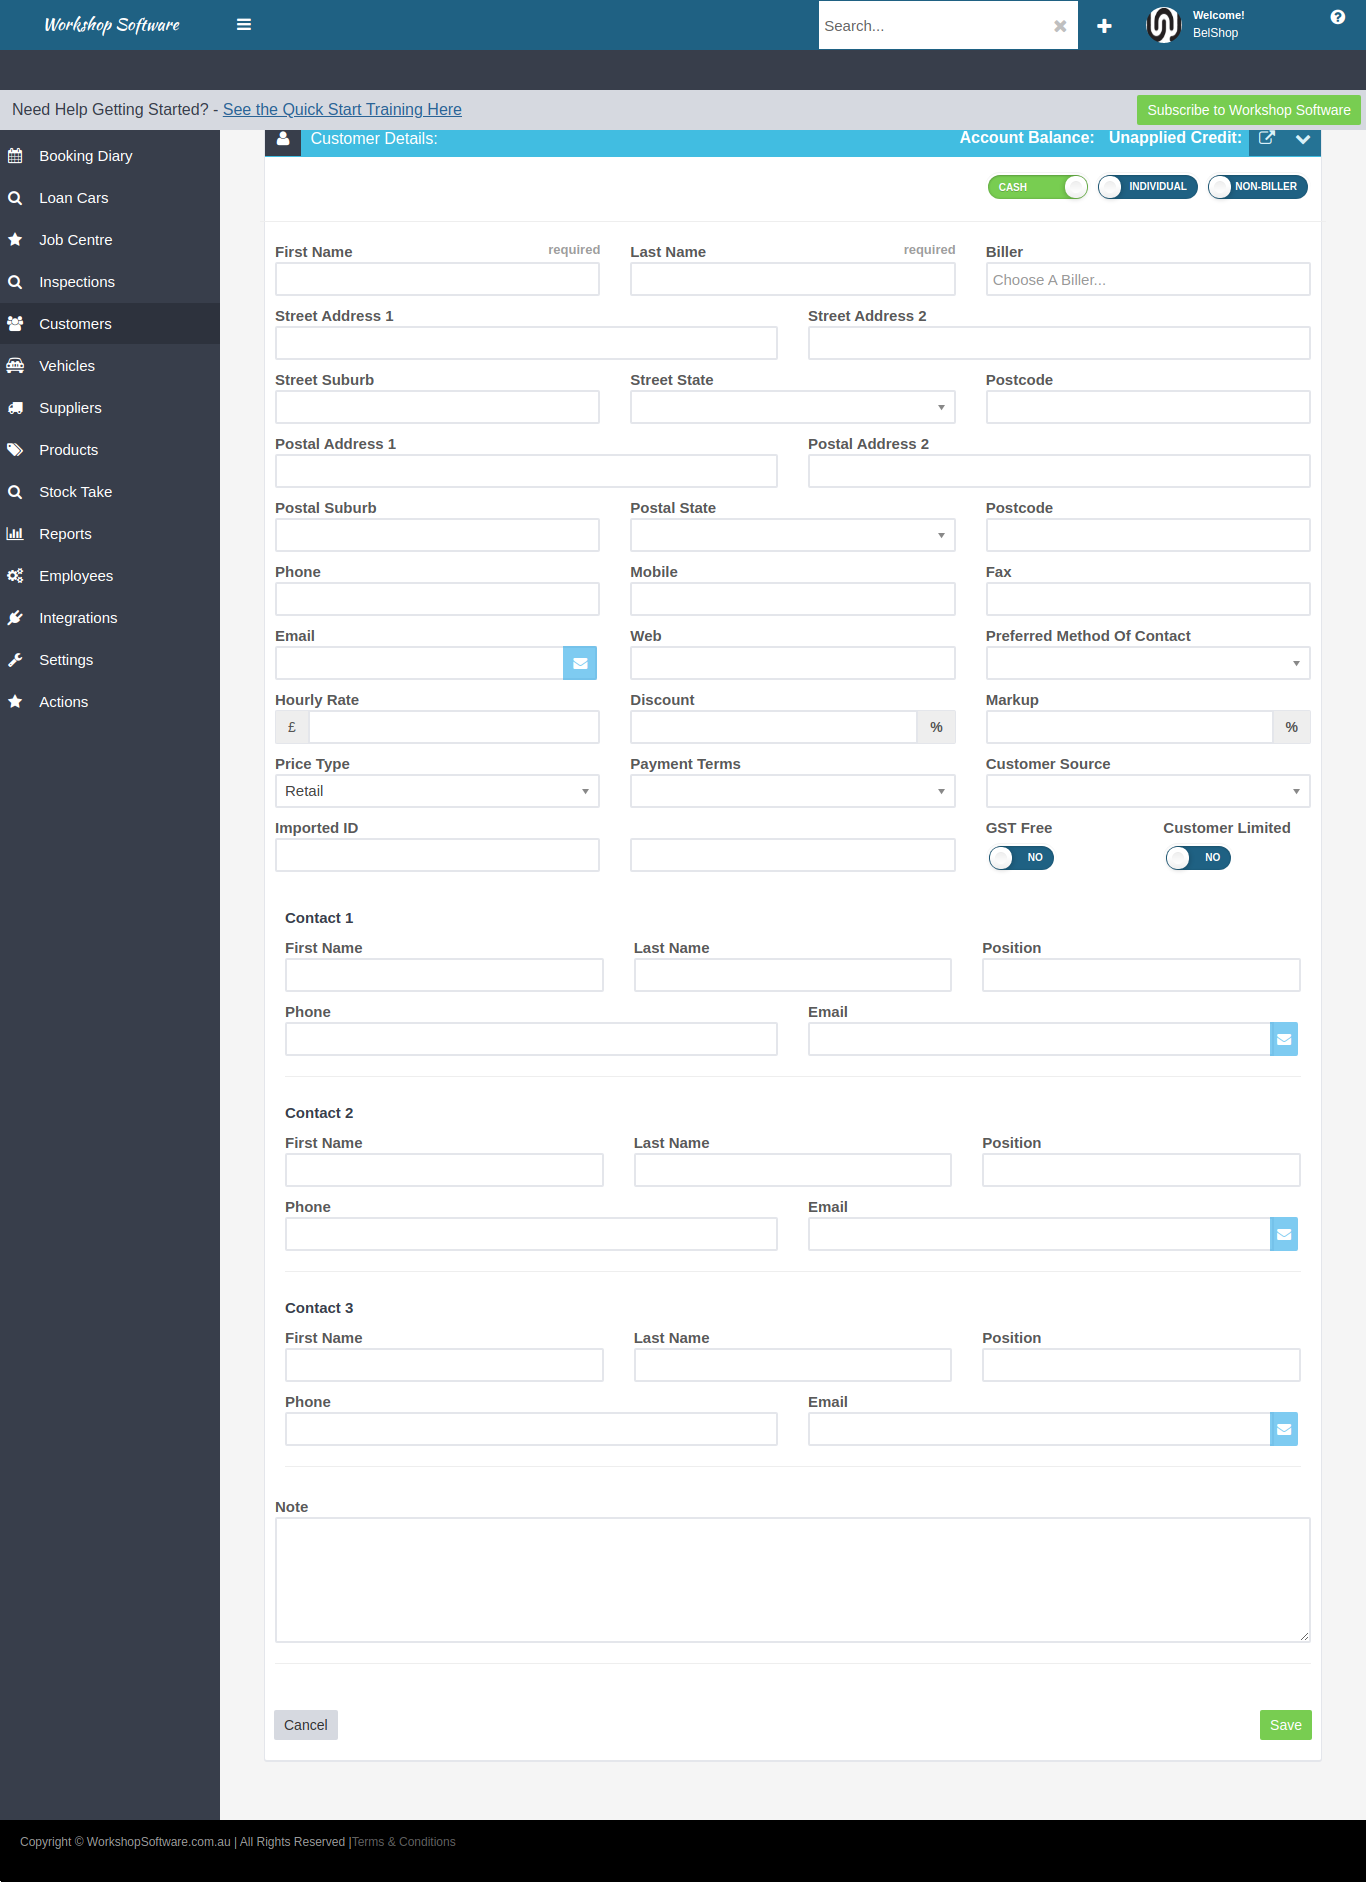 Workshop Software
Search...
Welcome!
BelShop
Need Help Getting Started? - See the Quick Start Training Here
Subscribe to Workshop Software
Booking Diary
Loan Cars
Job Centre
Inspections
Customers
Vehicles
Suppliers
Products
Stock Take
Reports
Employees
Integrations
Settings
Actions
Customer Details:
Account Balance: Unapplied Credit:
CASH INDIVIDUAL NON-BILLER
First Name required Last Name required Biller
Choose A Biller...
Street Address 1 Street Address 2
Street Suburb Street State Postcode
Postal Address 1 Postal Address 2
Postal Suburb Postal State Postcode
Phone Mobile Fax
Email Web Preferred Method Of Contact
Hourly Rate Discount Markup
£ % %
Price Type Payment Terms Customer Source
Retail
Imported ID GST Free Customer Limited
NO NO
Contact 1
First Name Last Name Position
Phone Email
Contact 2
First Name Last Name Position
Phone Email
Contact 3
First Name Last Name Position
Phone Email
Note
Cancel Save
Copyright © WorkshopSoftware.com.au | All Rights Reserved |Terms & Conditions